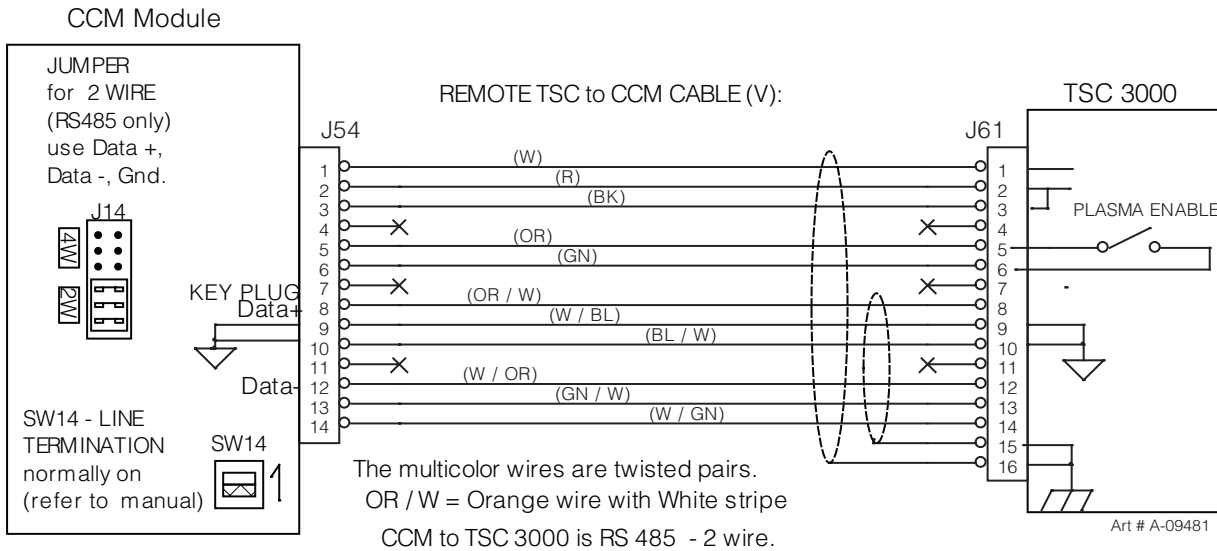 CCM Module
JUMPER
for 2 WIRE
(RS485 only)
use Data +,
Data -, Gnd.
J14
4W
2W
KEY PLUG
Data+
Data-
SW14 - LINE
TERMINATION
normally on
(refer to manual)
SW14
1
J54
1
2
3
4
5
6
7
8
9
10
11
12
13
14
REMOTE TSC to CCM CABLE (V):
(W)
(R)
(BK)
(OR)
(GN)
(OR / W)
(W / BL)
(BL / W)
(W / OR)
(GN / W)
(W / GN)
The multicolor wires are twisted pairs.
OR / W = Orange wire with White stripe
CCM to TSC 3000 is RS 485 - 2 wire.
J61
1
2
3
4
5
6
7
8
9
10
11
12
13
14
15
16
TSC 3000
PLASMA ENABLE
5
6
Art # A-09481